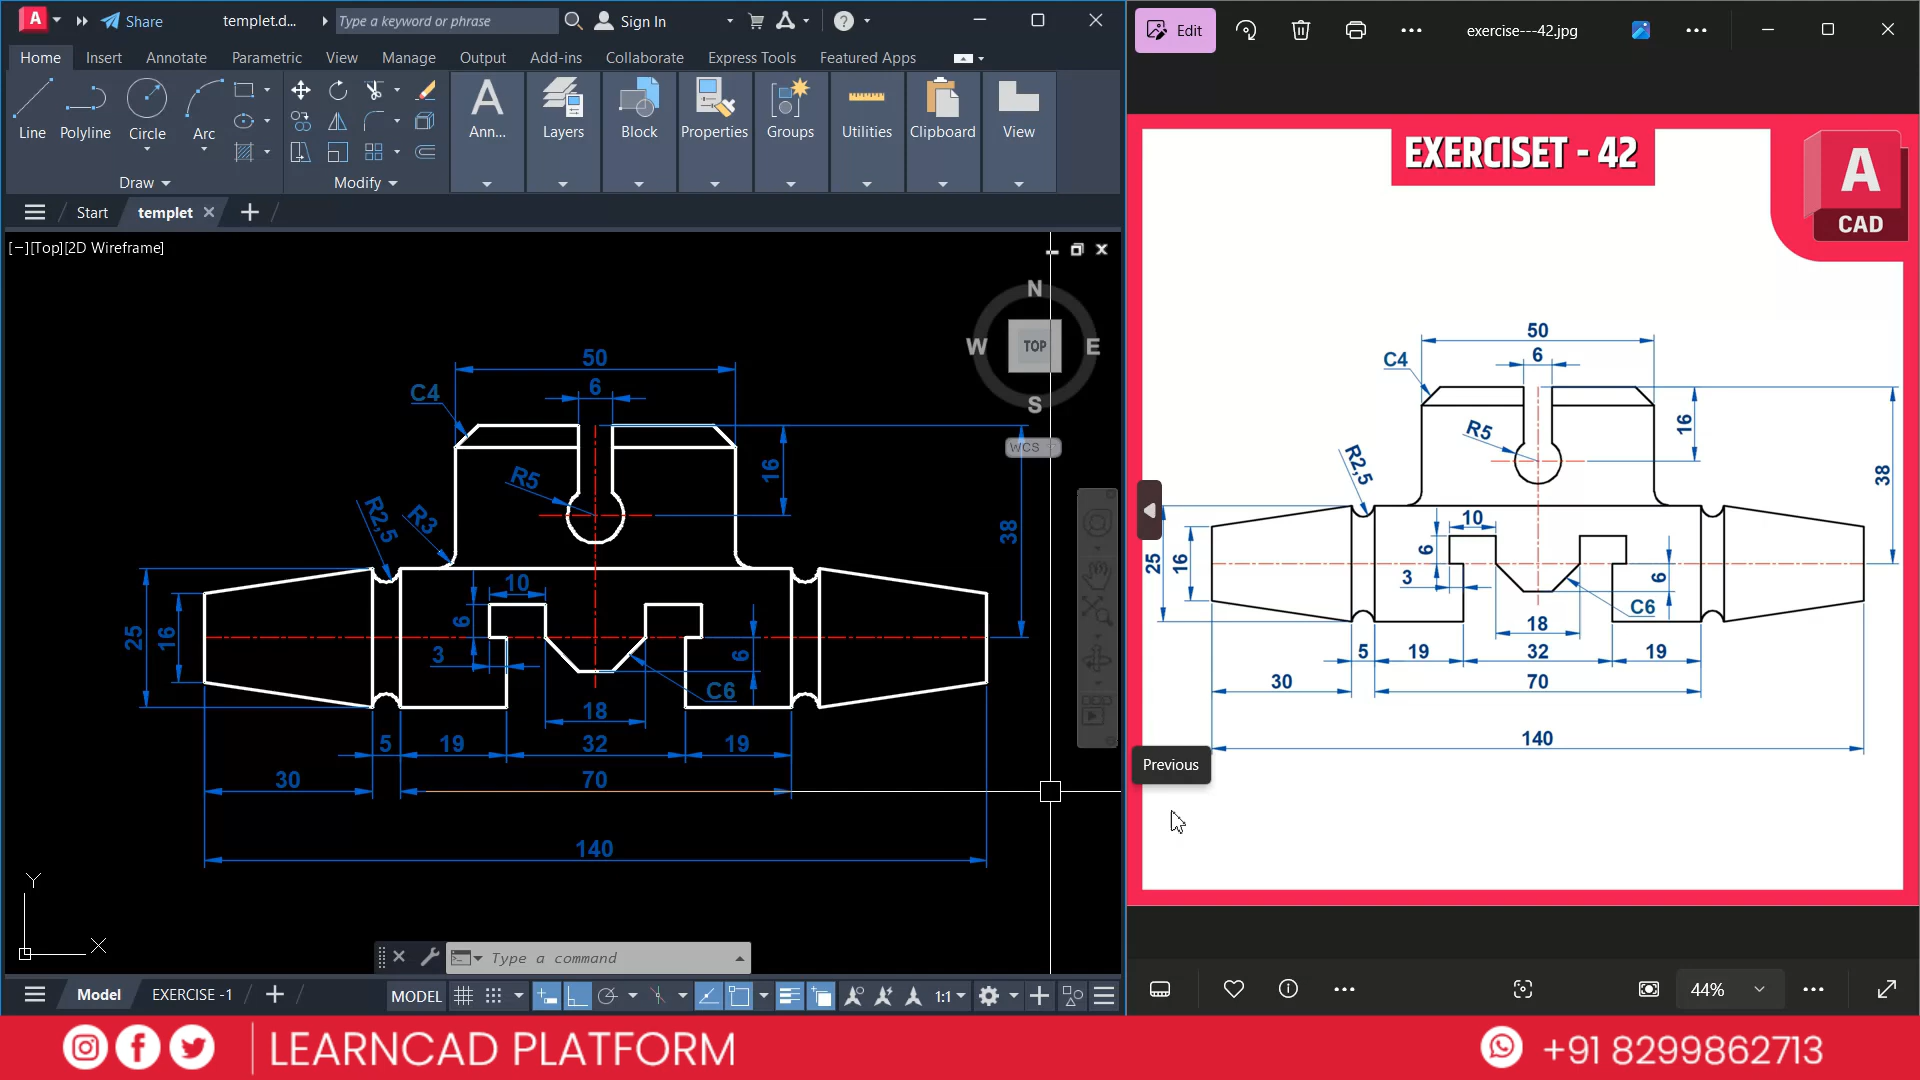 A
Share
templet.d...
Type a keyword or phrase
Sign In
?
Home
Insert
Annotate
Parametric
View
Manage
Output
Add-ins
Collaborate
Express Tools
Featured Apps
Line
Polyline
Circle
Arc
Draw
Modify
A
Ann...
Layers
Block
Properties
Groups
Utilities
Clipboard
View
Start
templet
[−][Top][2D Wireframe]
N
W
TOP
E
S
WCS
50
6
C4
R5
16
R2,5
R3
38
10
6
3
25
16
6
C6
18
5
19
32
19
30
70
140
Y
X
Type a command
Model
EXERCISE -1
MODEL
1:1
Edit
exercise---42.jpg
EXERCISET - 42
A
CAD
50
6
C4
R5
16
R2,5
38
10
6
3
25
16
6
C6
18
5
19
32
19
30
70
140
Previous
44%
LEARNCAD PLATFORM
+91 8299862713